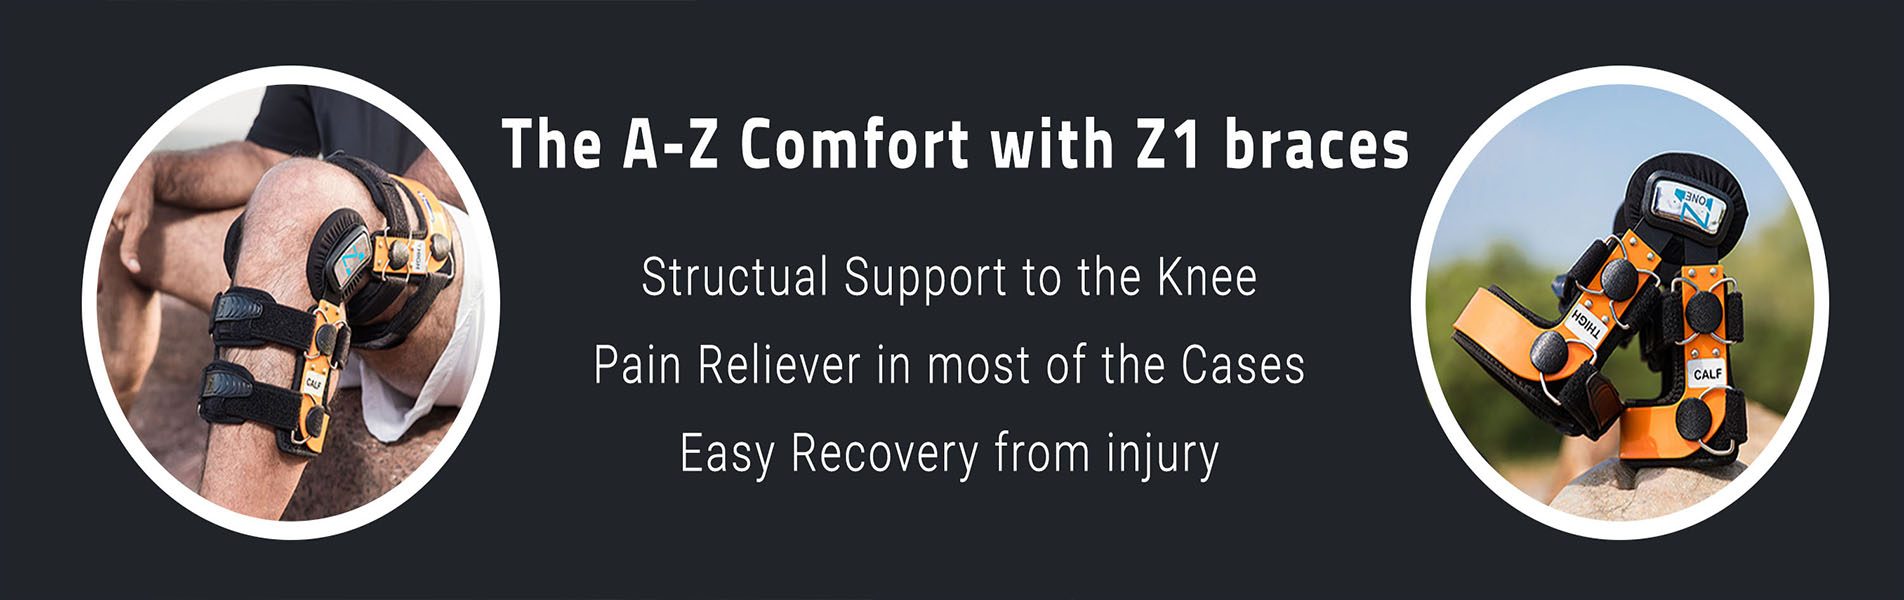 The A-Z Comfort with Z1 braces
Structual Support to the Knee
Pain Reliever in most of the Cases
Easy Recovery from injury
THIGH
CALF
Z ONE
THIGH
CALF